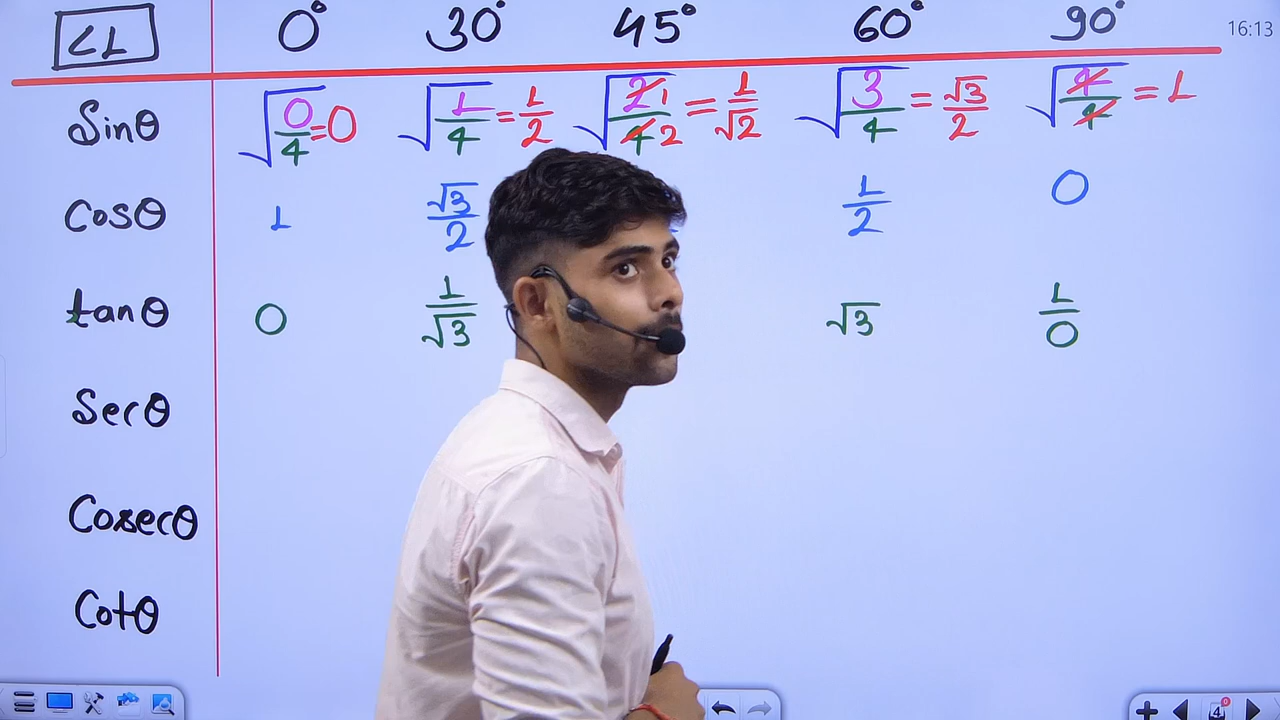 ∠L 0° 30° 45° 60° 90° 16:13
Sinθ √(0/4)=0 √(1/4)=1/2 √(21/42)=1/√2 √(3/4)=√3/2 √(4/4)=1
Cosθ 1 √3/2 1/2 0
tanθ 0 1/√3 √3 1/0
Secθ
Cosecθ
Cotθ
4